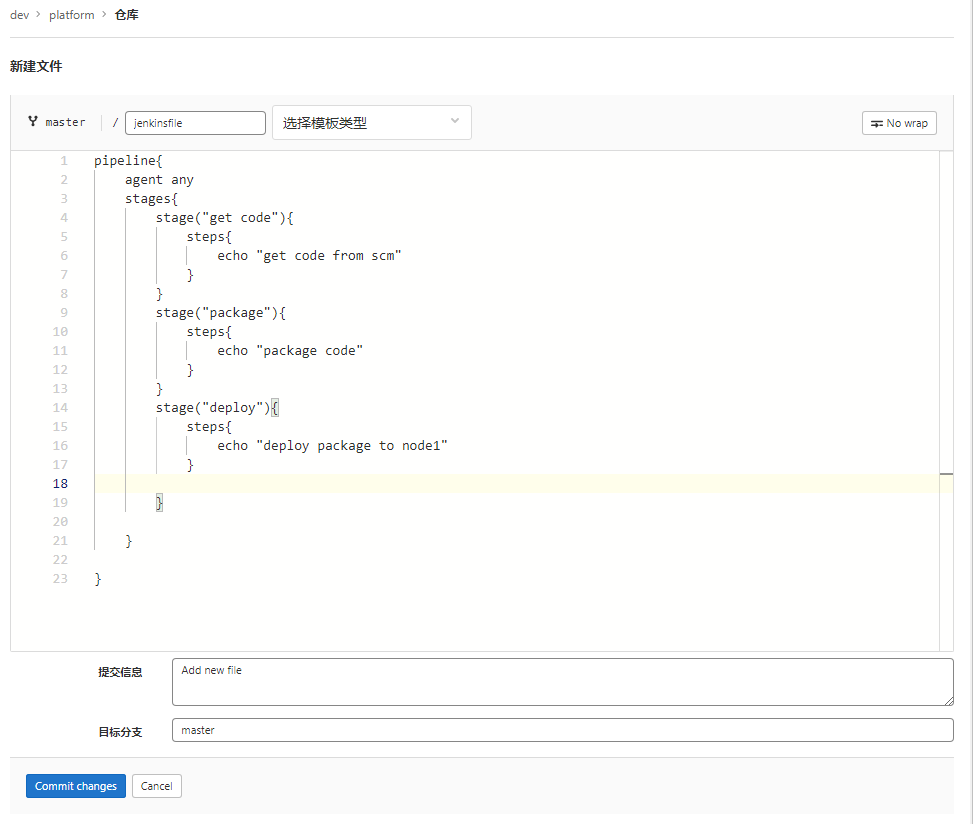 dev > platform > 仓库
新建文件
master / jenkinsfile 选择模板类型 No wrap
1 pipeline{
2     agent any
3     stages{
4         stage("get code"){
5             steps{
6                 echo "get code from scm"
7             }
8         }
9         stage("package"){
10             steps{
11                 echo "package code"
12             }
13         }
14         stage("deploy"){
15             steps{
16                 echo "deploy package to node1"
17             }
18
19         }
20
21     }
22
23 }
提交信息 Add new file
目标分支 master
Commit changes Cancel